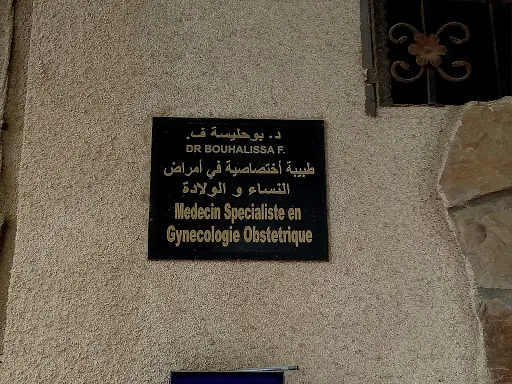 د. بوحليسة ف.
DR BOUHALISSA F.
طبيبة أختصاصية في أمراض
النساء و الولادة
Medecin Specialiste en
Gynecologie Obstetrique